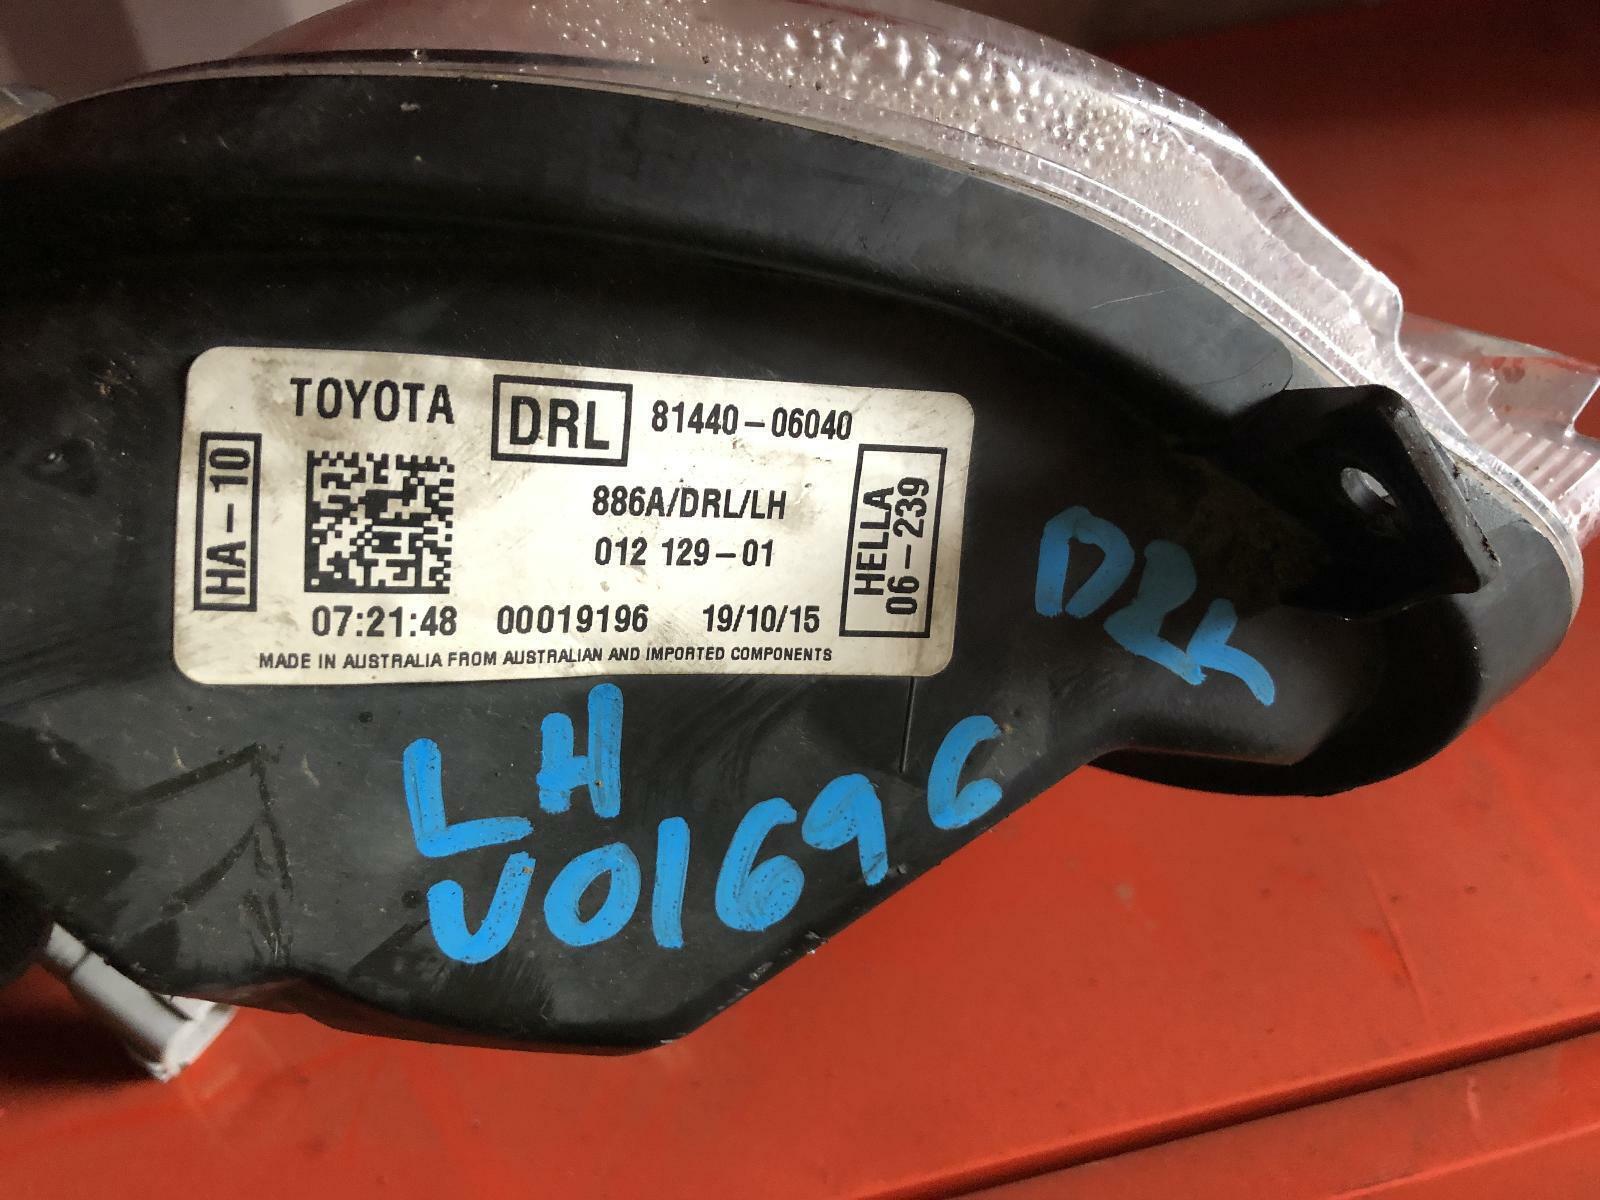 TOYOTA DRL 81440-06040
HA-10
886A/DRL/LH
012 129-01
HELLA
06-239
07:21:48 00019196 19/10/15
MADE IN AUSTRALIA FROM AUSTRALIAN AND IMPORTED COMPONENTS
DRL
LH
V01696